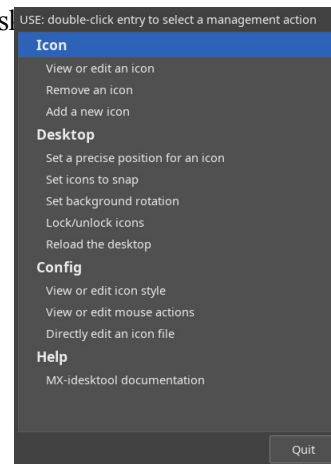 USE: double-click entry to select a management action
Icon
View or edit an icon
Remove an icon
Add a new icon
Desktop
Set a precise position for an icon
Set icons to snap
Set background rotation
Lock/unlock icons
Reload the desktop
Config
View or edit icon style
View or edit mouse actions
Directly edit an icon file
Help
MX-idesktool documentation
Quit